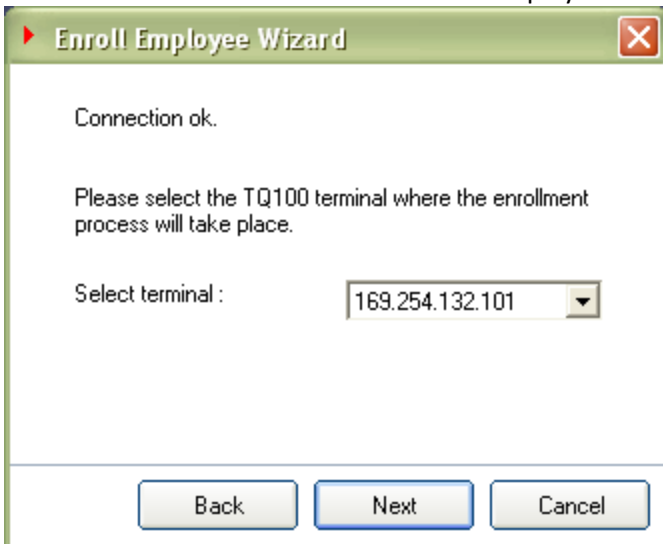 Enroll Employee Wizard
Connection ok.
Please select the TQ100 terminal where the enrollment
process will take place.
Select terminal :
169.254.132.101
Back
Next
Cancel